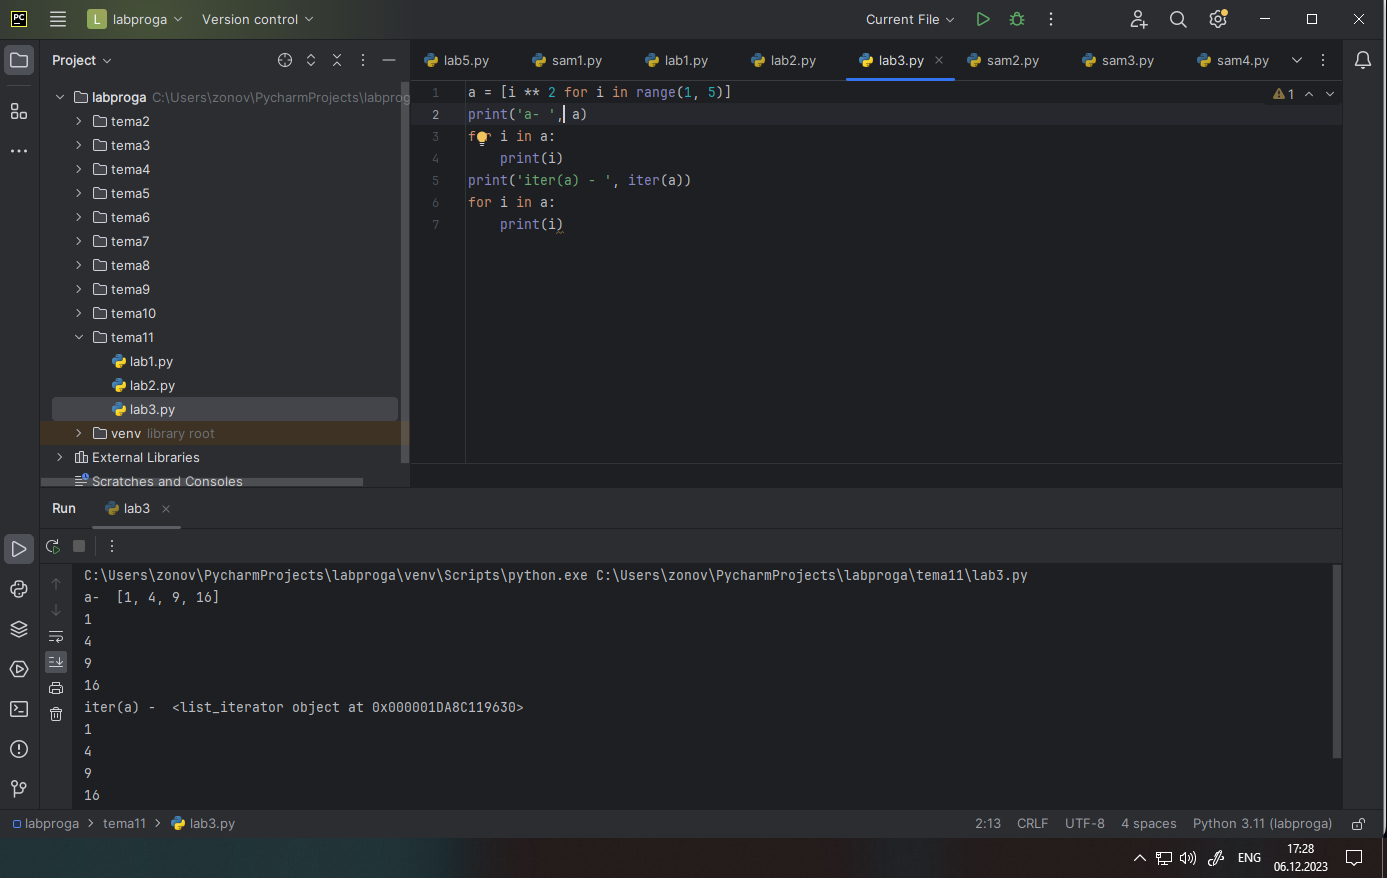 PC L labproga Version control Current File
Project
lab5.py sam1.py lab1.py lab2.py lab3.py sam2.py sam3.py sam4.py
labproga C:\Users\zonov\PycharmProjects\labprog
tema2
tema3
tema4
tema5
tema6
tema7
tema8
tema9
tema10
tema11
lab1.py
lab2.py
lab3.py
venv library root
External Libraries
Scratches and Consoles
1 a = [i ** 2 for i in range(1, 5)]
2 print('a- ', a)
3 for i in a:
4 print(i)
5 print('iter(a) - ', iter(a))
6 for i in a:
7 print(i)
1
Run lab3
C:\Users\zonov\PycharmProjects\labproga\venv\Scripts\python.exe C:\Users\zonov\PycharmProjects\labproga\tema11\lab3.py
a-  [1, 4, 9, 16]
1
4
9
16
iter(a) -  <list_iterator object at 0x000001DA8C119630>
1
4
9
16
labproga > tema11 > lab3.py 2:13 CRLF UTF-8 4 spaces Python 3.11 (labproga)
ENG 17:28
06.12.2023